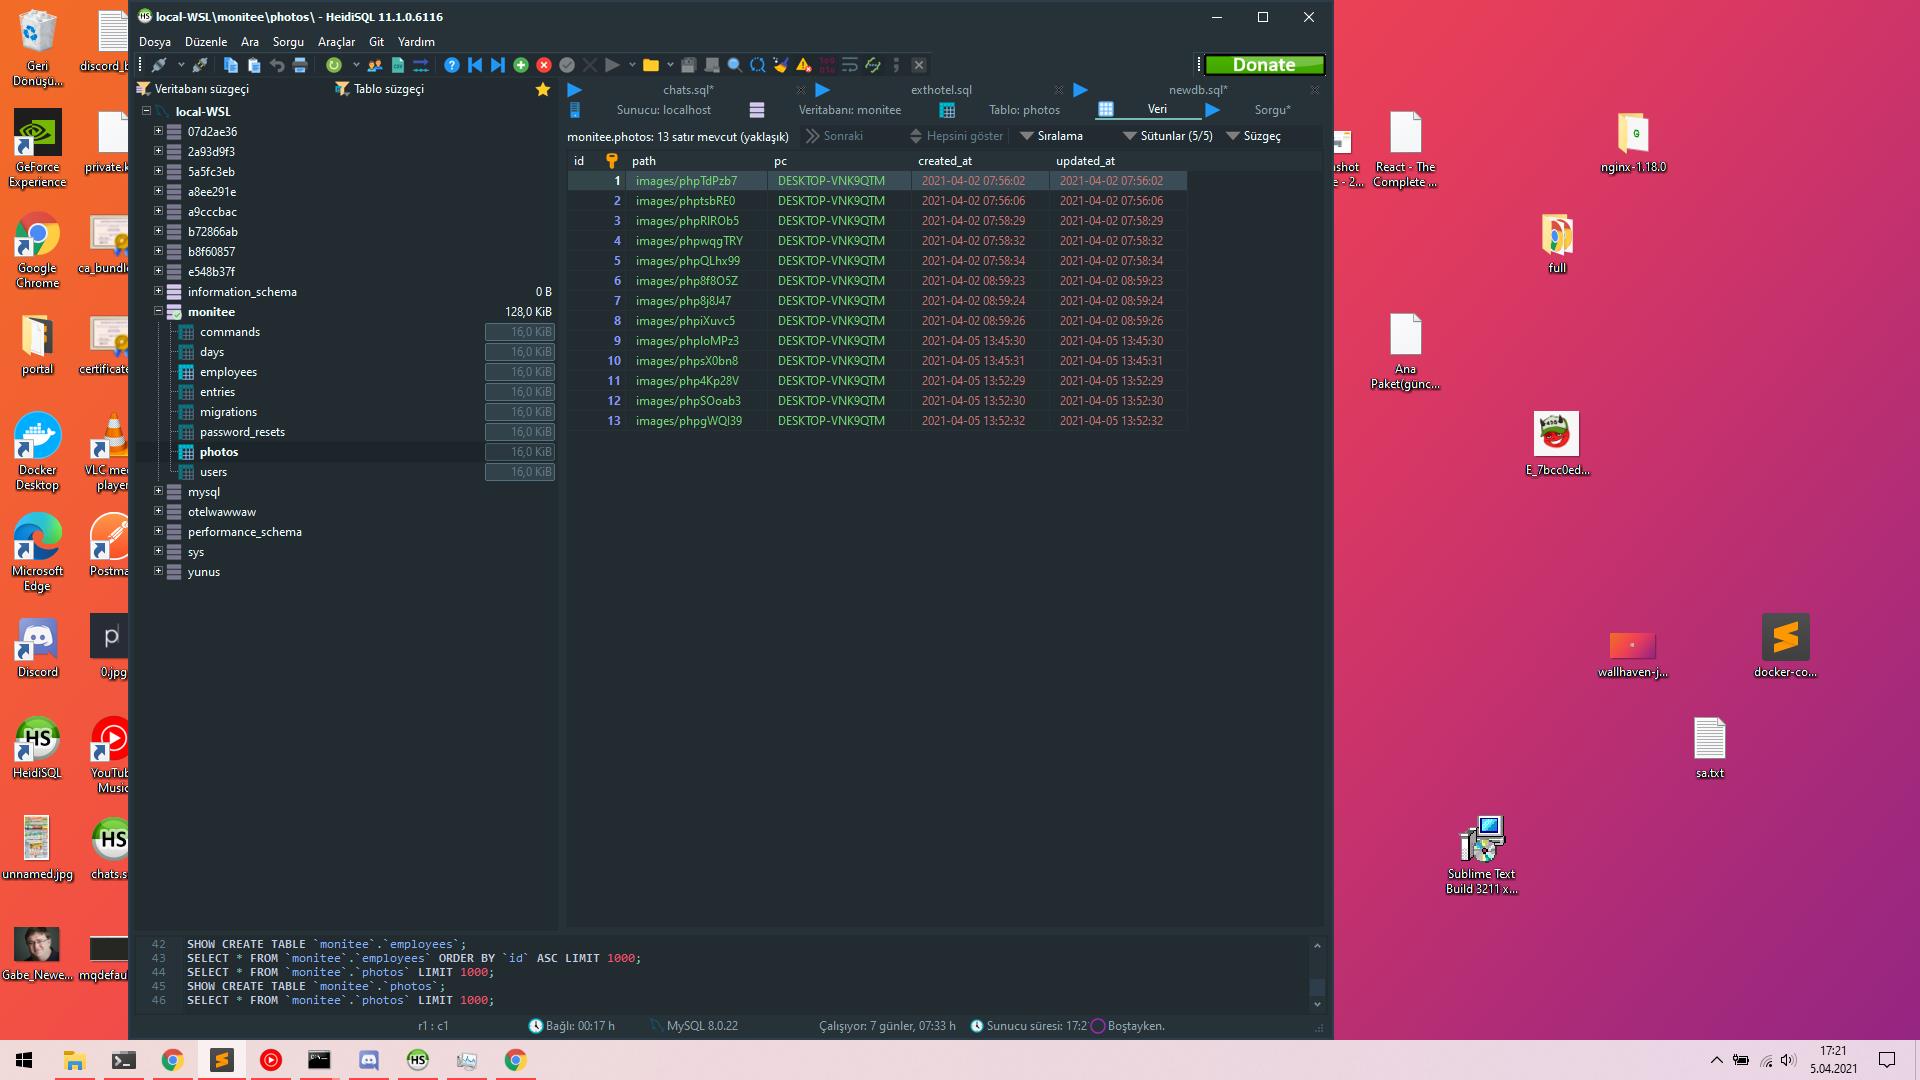 local-WSL\monitee\photos\ - HeidiSQL 11.1.0.6116
Dosya Düzenle Ara Sorgu Araçlar Git Yardım
Donate
Veritabanı süzgeci Tablo süzgeci
chats.sql* exthotel.sql newdb.sql*
Sunucu: localhost Veritabanı: monitee Tablo: photos Veri Sorgu*
monitee.photos: 13 satır mevcut (yaklaşık) Sonraki Hepsini göster Sıralama Sütunlar (5/5) Süzgeç
local-WSL
07d2ae36
2a93d9f3
5a5fc3eb
a8ee291e
a9cccbac
b72866ab
b8f60857
e548b37f
information_schema 0 B
monitee 128,0 KiB
commands 16,0 KiB
days 16,0 KiB
employees 16,0 KiB
entries 16,0 KiB
migrations 16,0 KiB
password_resets 16,0 KiB
photos 16,0 KiB
users 16,0 KiB
mysql
otelwawwaw
performance_schema
sys
yunus
id path pc created_at updated_at
1 images/phpTdPzb7 DESKTOP-VNK9QTM 2021-04-02 07:56:02 2021-04-02 07:56:02
2 images/phptsbRE0 DESKTOP-VNK9QTM 2021-04-02 07:56:06 2021-04-02 07:56:06
3 images/phpRlROb5 DESKTOP-VNK9QTM 2021-04-02 07:58:29 2021-04-02 07:58:29
4 images/phpwqgTRY DESKTOP-VNK9QTM 2021-04-02 07:58:32 2021-04-02 07:58:32
5 images/phpQLhx99 DESKTOP-VNK9QTM 2021-04-02 07:58:34 2021-04-02 07:58:34
6 images/php8f8O5Z DESKTOP-VNK9QTM 2021-04-02 08:59:23 2021-04-02 08:59:23
7 images/php8j8J47 DESKTOP-VNK9QTM 2021-04-02 08:59:24 2021-04-02 08:59:24
8 images/phpiXuvc5 DESKTOP-VNK9QTM 2021-04-02 08:59:26 2021-04-02 08:59:26
9 images/phpIoMPz3 DESKTOP-VNK9QTM 2021-04-05 13:45:30 2021-04-05 13:45:30
10 images/phpsX0bn8 DESKTOP-VNK9QTM 2021-04-05 13:45:31 2021-04-05 13:45:31
11 images/php4Kp28V DESKTOP-VNK9QTM 2021-04-05 13:52:29 2021-04-05 13:52:29
12 images/phpSOoab3 DESKTOP-VNK9QTM 2021-04-05 13:52:30 2021-04-05 13:52:30
13 images/phpgWQl39 DESKTOP-VNK9QTM 2021-04-05 13:52:32 2021-04-05 13:52:32
42 SHOW CREATE TABLE `monitee`.`employees`;
43 SELECT * FROM `monitee`.`employees` ORDER BY `id` ASC LIMIT 1000;
44 SELECT * FROM `monitee`.`photos` LIMIT 1000;
45 SHOW CREATE TABLE `monitee`.`photos`;
46 SELECT * FROM `monitee`.`photos` LIMIT 1000;
r1 : c1 Bağlı: 00:17 h MySQL 8.0.22 Çalışıyor: 7 günler, 07:33 h Sunucu süresi: 17:2 Boştayken.
Geri
Dönüşü...
discord_b
GeForce
Experience
private.k
Google
Chrome
ca_bundle
portal
certificate
Docker
Desktop
VLC me
player
Microsoft
Edge
Postma
Discord
p
0.jpg
HS
HeidiSQL
YouTub
Music
unnamed.jpg
HS
chats.s
Gabe_Newe...
mqdefau
shot
e - 2...
React - The
Complete ...
nginx-1.18.0
full
Ana
Paket(günc...
E_7bcc0ed...
wallhaven-j...
docker-co...
sa.txt
Sublime Text
Build 3211 x...
HS
17:21
5.04.2021